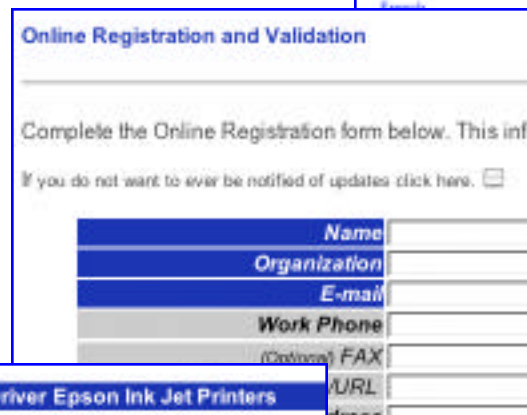 Online Registration and Validation
Complete the Online Registration form below. This inf
If you do not want to ever be notified of updates click here.
Name
Organization
E-mail
Work Phone
(Optional) FAX
/URL
river Epson Ink Jet Printers